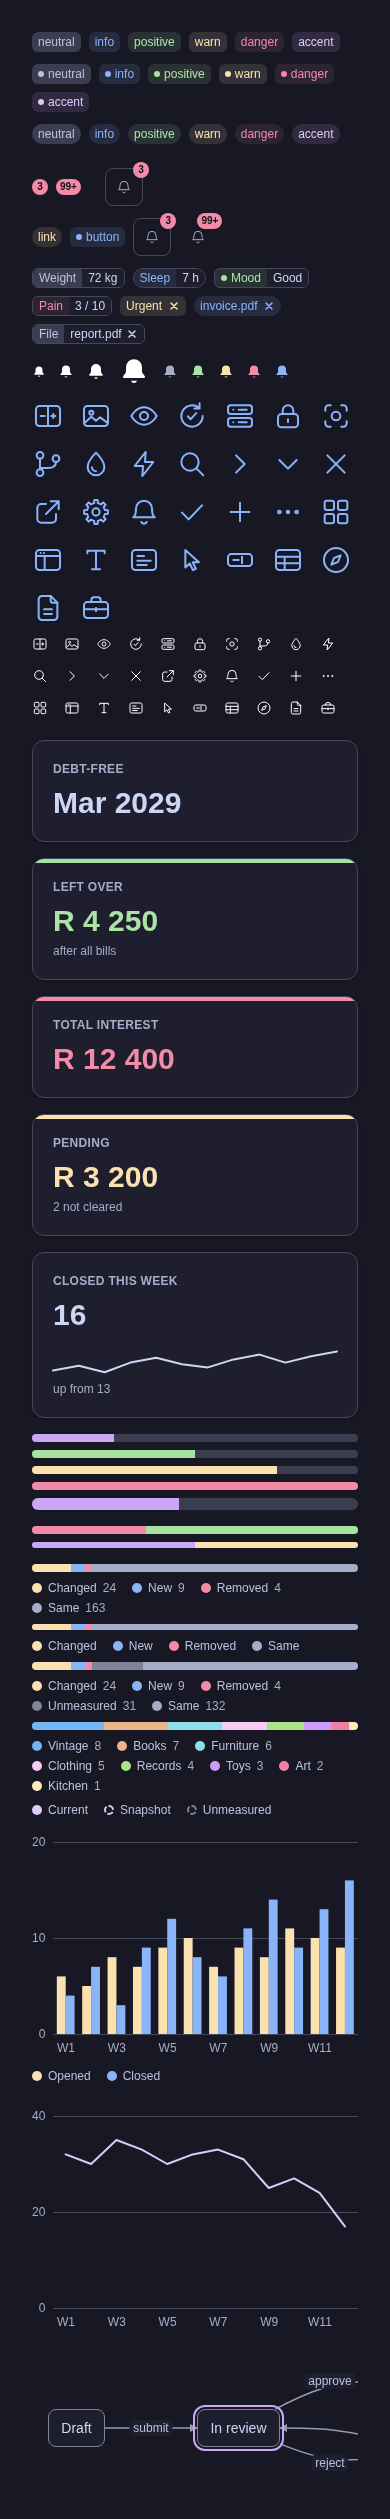 neutral info positive warn danger accent
neutral info positive warn danger
accent
neutral info positive warn danger accent
3 99+ 3
link button 3 99+
Weight 72 kg Sleep 7 h Mood Good
Pain 3 / 10 Urgent invoice.pdf
File report.pdf
DEBT-FREE
Mar 2029
LEFT OVER
R 4 250
after all bills
TOTAL INTEREST
R 12 400
PENDING
R 3 200
2 not cleared
CLOSED THIS WEEK
16
up from 13
Changed 24 New 9 Removed 4
Same 163
Changed New Removed Same
Changed 24 New 9 Removed 4
Unmeasured 31 Same 132
Vintage 8 Books 7 Furniture 6
Clothing 5 Records 4 Toys 3 Art 2
Kitchen 1
Current Snapshot Unmeasured
20
10
0
W1 W3 W5 W7 W9 W11
Opened Closed
40
20
0
W1 W3 W5 W7 W9 W11
approve
Draft submit In review
reject